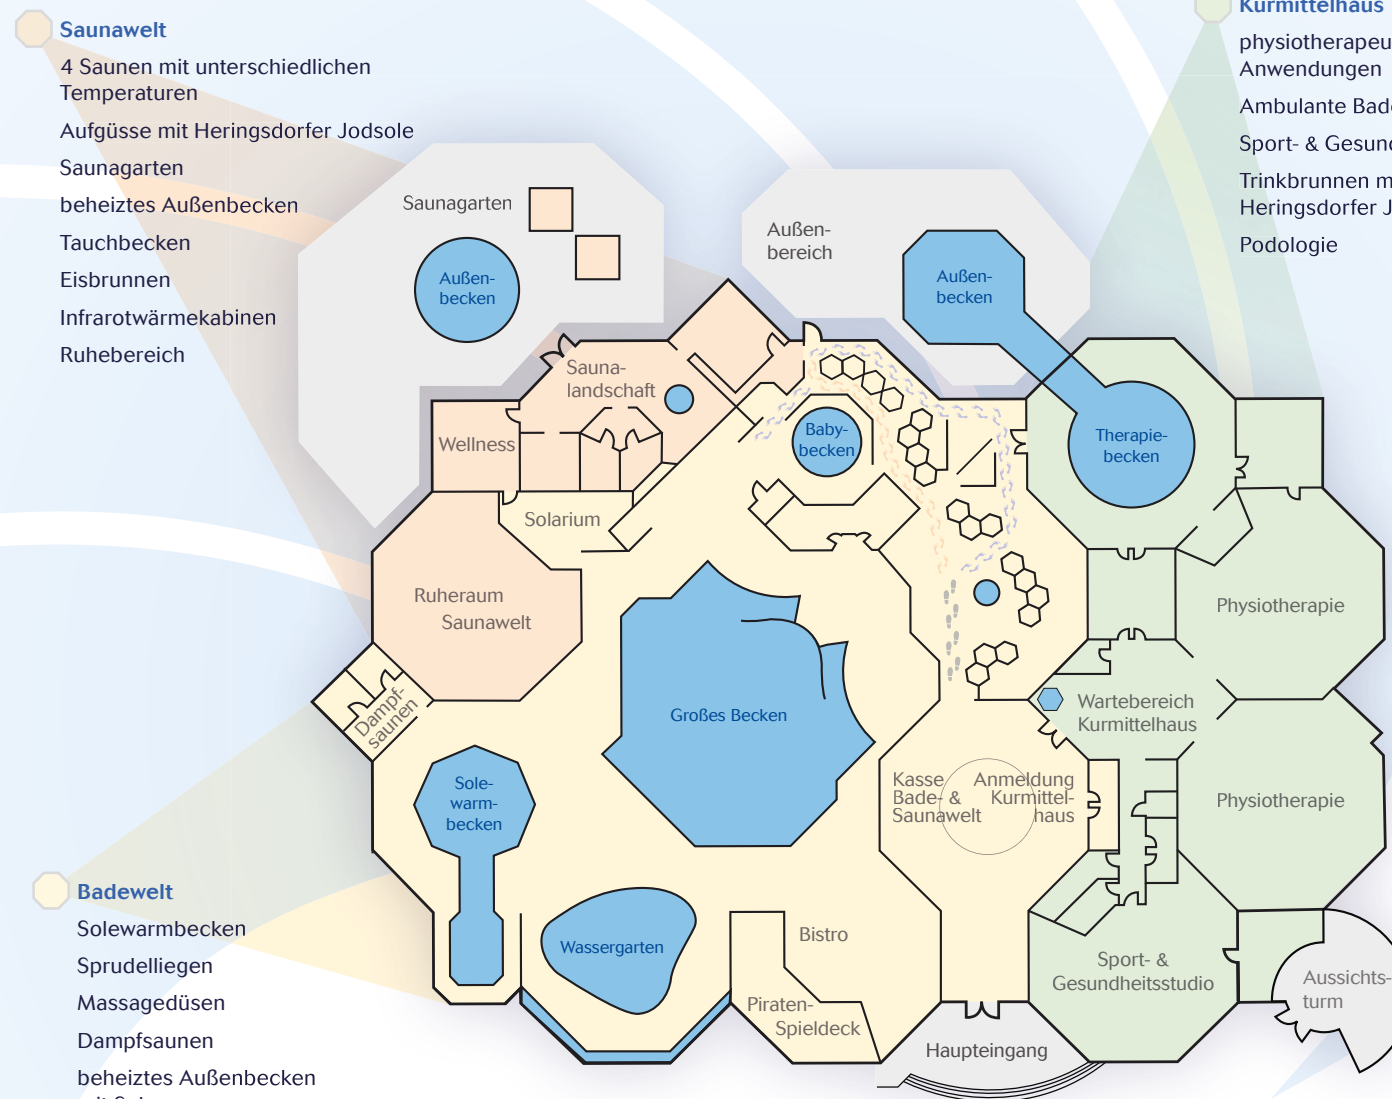 Saunawelt
4 Saunen mit unterschiedlichen
Temperaturen
Aufgüsse mit Heringsdorfer Jodsole
Saunagarten
beheiztes Außenbecken
Tauchbecken
Eisbrunnen
Infrarotwärmekabinen
Ruhebereich
Kurmittelhaus
physiotherapeu
Anwendungen
Ambulante Bad
Sport- & Gesun
Trinkbrunnen m
Heringsdorfer J
Podologie
Saunagarten
Außen-
becken
Außen-
bereich
Außen-
becken
Sauna-
landschaft
Wellness
Solarium
Baby-
becken
Therapie-
becken
Ruheraum
Saunawelt
Physiotherapie
Dampf-
saunen
Großes Becken
Wartebereich
Kurmittelhaus
Sole-
warm-
becken
Kasse
Bade- &
Saunawelt
Anmeldung
Kurmittel-
haus
Physiotherapie
Wassergarten
Bistro
Piraten-
Spieldeck
Sport- &
Gesundheitsstudio
Aussichts-
turm
Haupteingang
Badewelt
Solewarmbecken
Sprudelliegen
Massagedüsen
Dampfsaunen
beheiztes Außenbecken